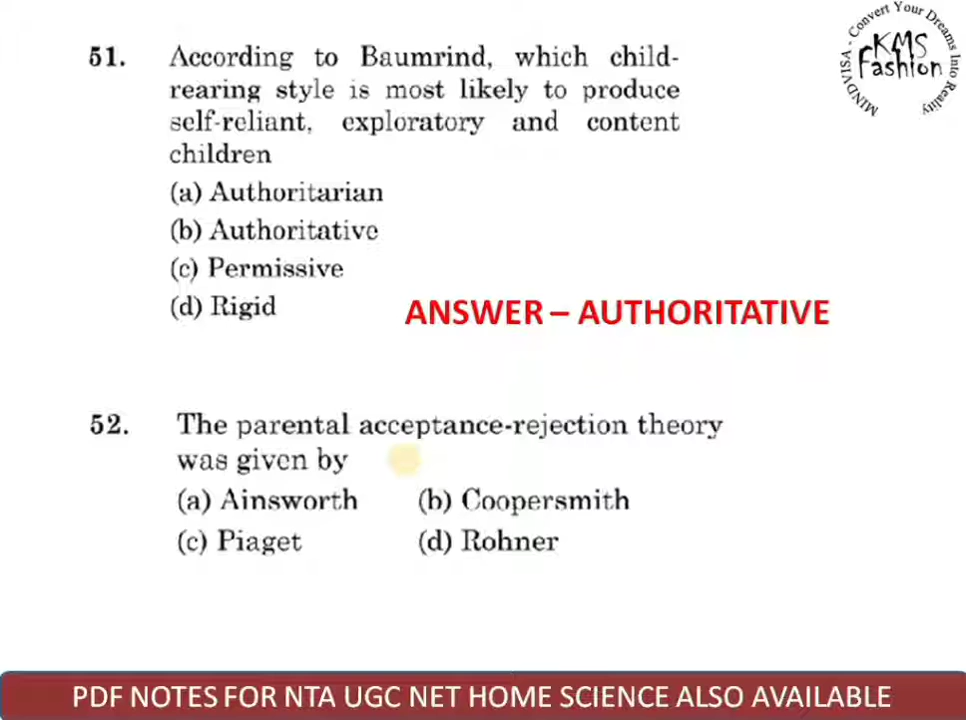 MINDVISA - Convert Your Dreams Into Reality
KMS
Fashion
51. According to Baumrind, which child-
rearing style is most likely to produce
self-reliant, exploratory and content
children
(a) Authoritarian
(b) Authoritative
(c) Permissive
(d) Rigid
ANSWER – AUTHORITATIVE
52. The parental acceptance-rejection theory
was given by
(a) Ainsworth (b) Coopersmith
(c) Piaget (d) Rohner
PDF NOTES FOR NTA UGC NET HOME SCIENCE ALSO AVAILABLE